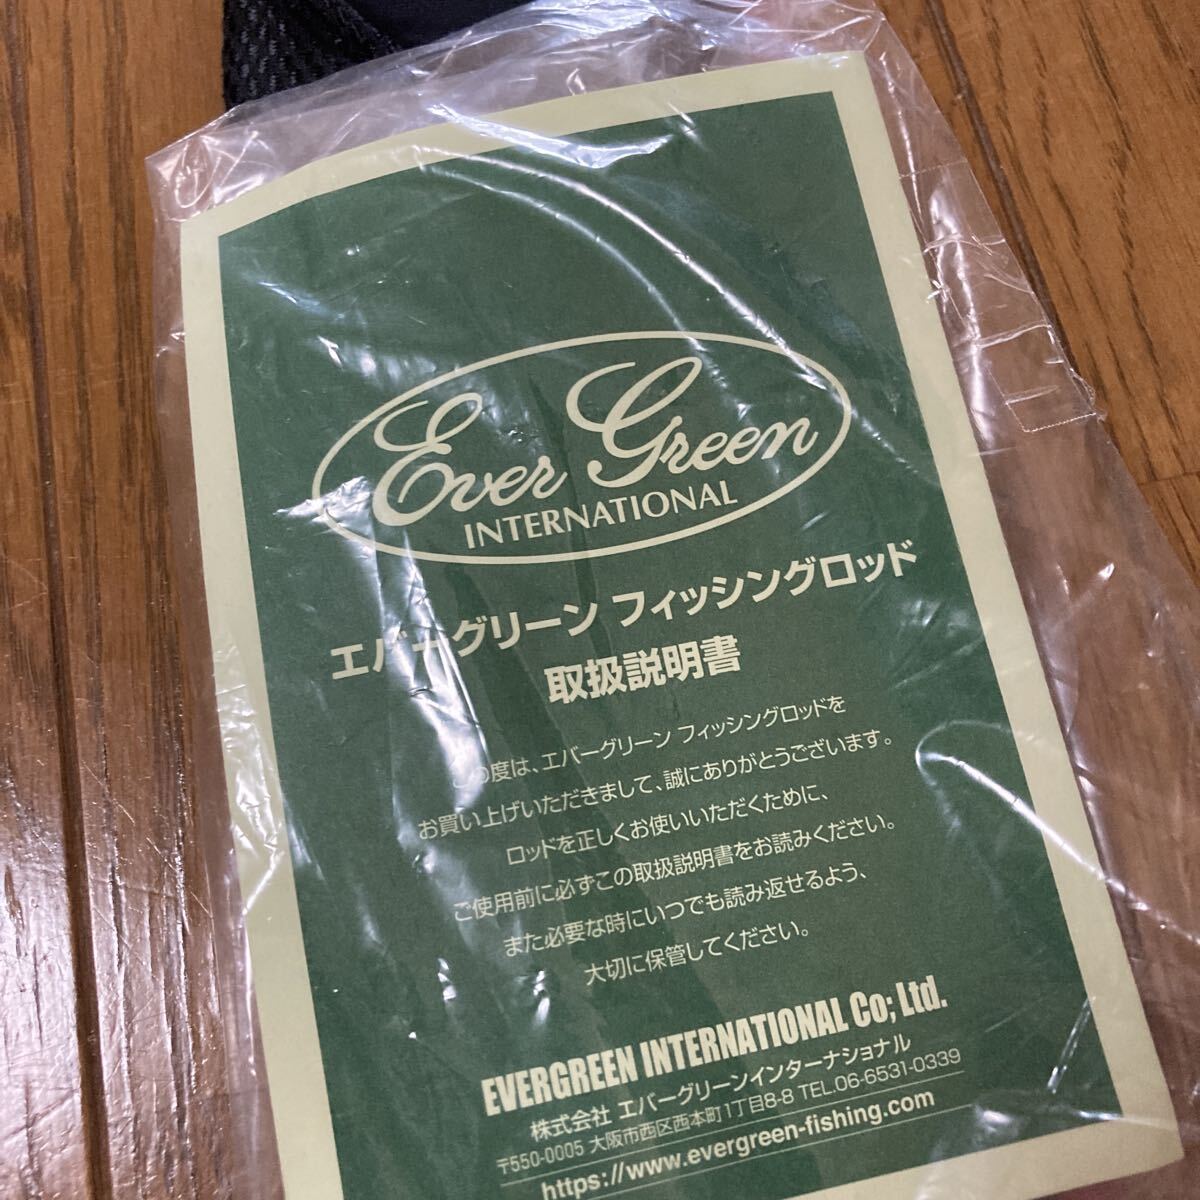 Ever Green
INTERNATIONAL
エバーグリーン フィッシングロッド
取扱説明書
この度は、エバーグリーン フィッシングロッドを
お買い上げいただきまして、誠にありがとうございます。
ロッドを正しくお使いいただくために、
ご使用前に必ずこの取扱説明書をお読みください。
また必要な時にいつでも読み返せるよう、
大切に保管してください。
EVERGREEN INTERNATIONAL Co; Ltd.
株式会社 エバーグリーンインターナショナル
〒550-0005 大阪市西区西本町1丁目8-8 TEL.06-6531-0339
https://www.evergreen-fishing.com